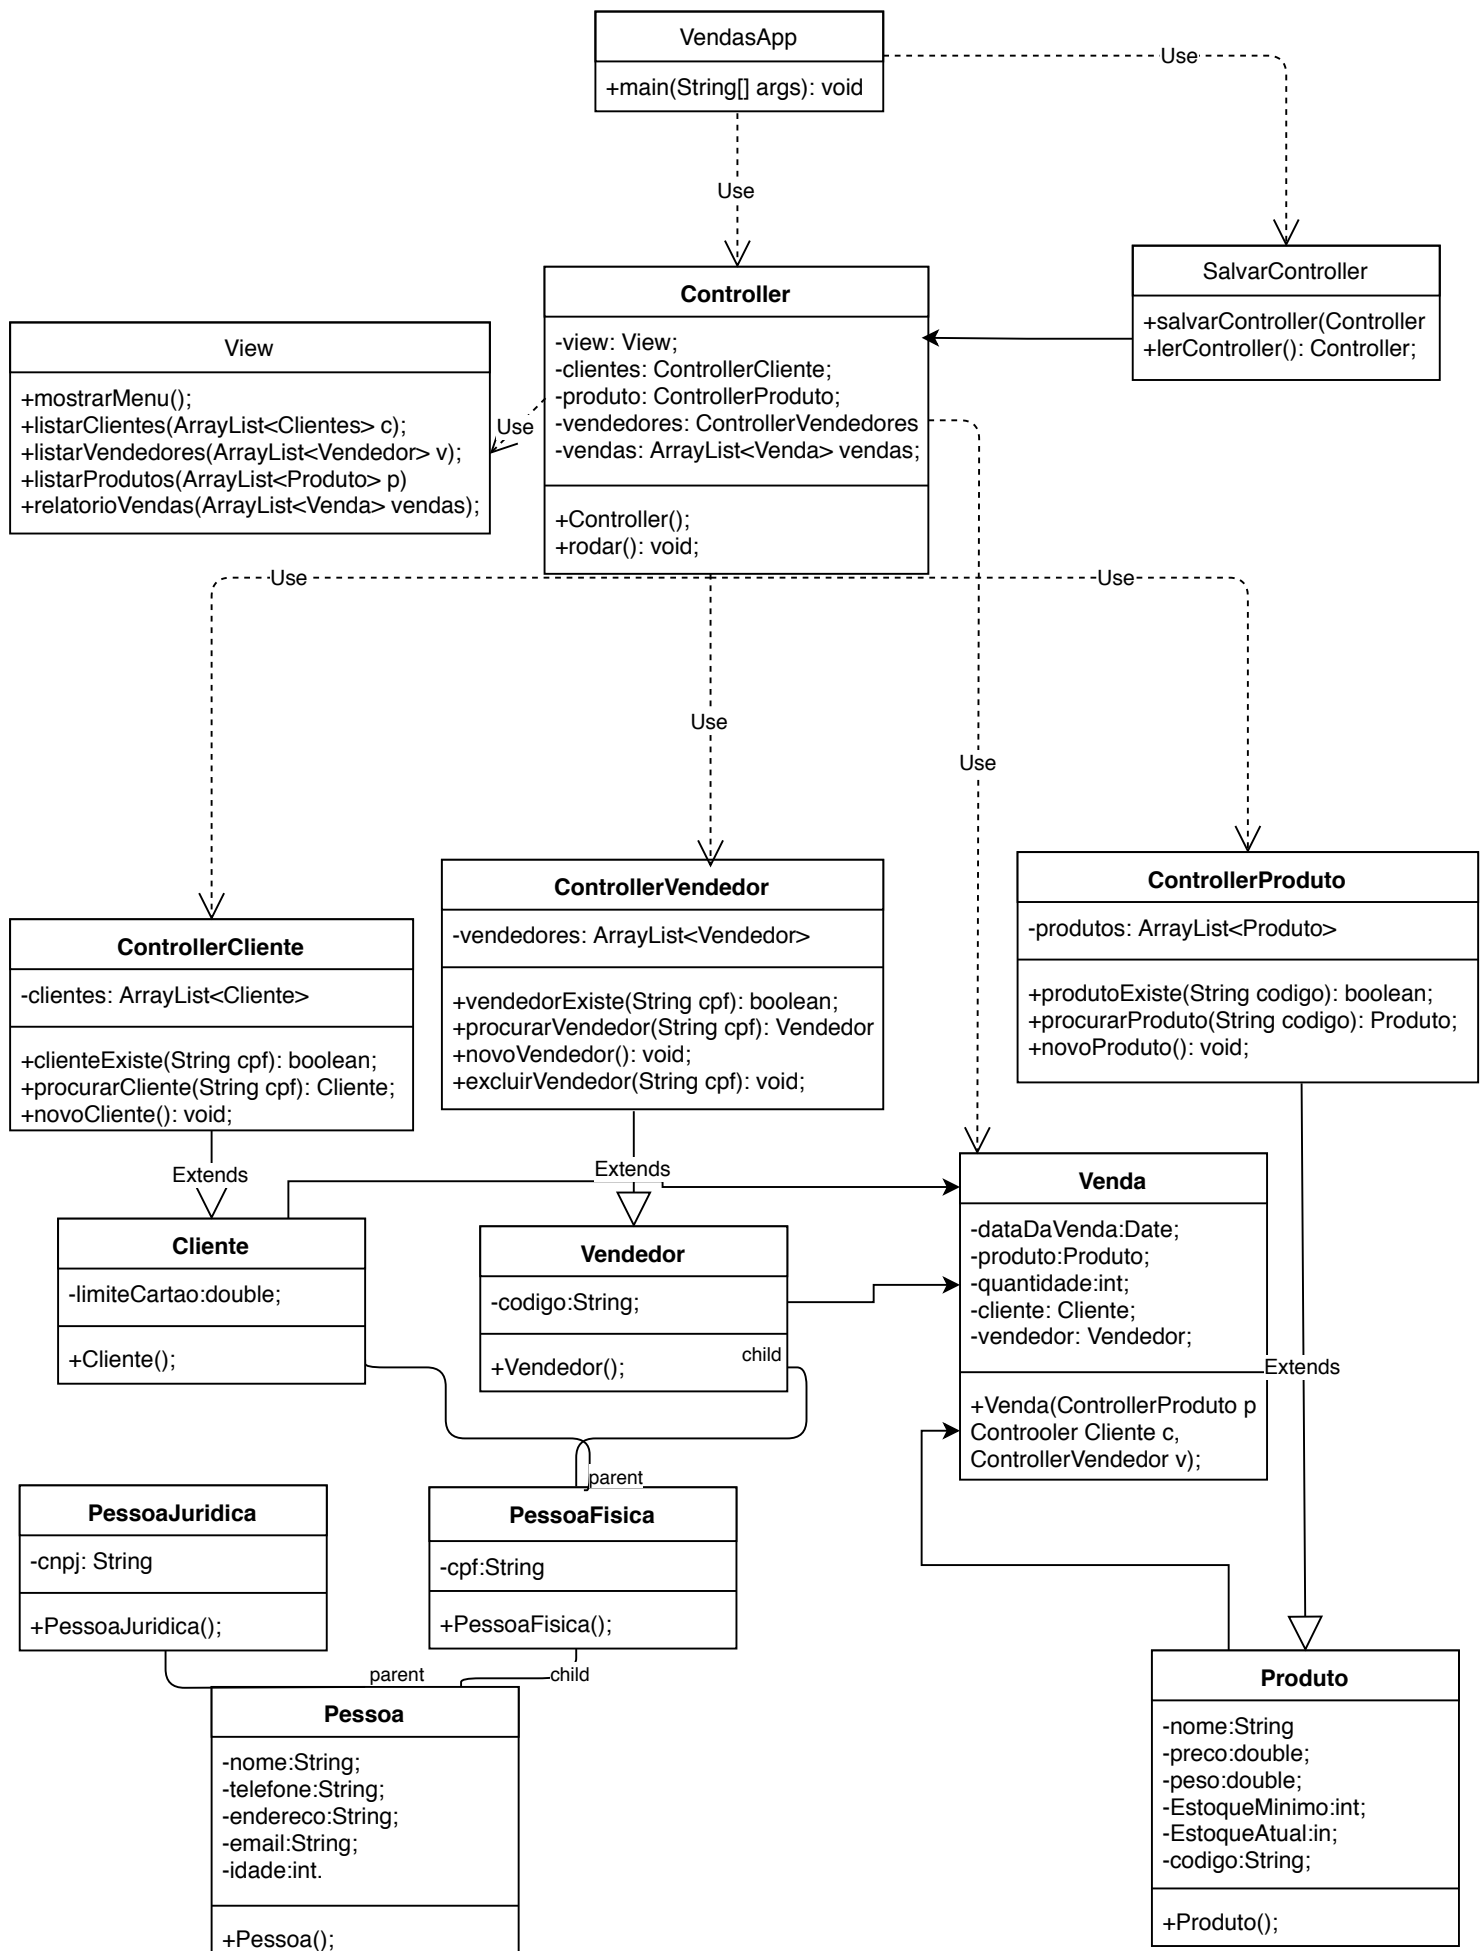 VendasApp
+main(String[] args): void
Use
Use
SalvarController
+salvarController(Controller
+lerController(): Controller;
Controller
-view: View;
-clientes: ControllerCliente;
-produto: ControllerProduto;
-vendedores: ControllerVendedores
-vendas: ArrayList<Venda> vendas;
+Controller();
+rodar(): void;
View
+mostrarMenu();
+listarClientes(ArrayList<Clientes> c);
+listarVendedores(ArrayList<Vendedor> v);
+listarProdutos(ArrayList<Produto> p)
+relatorioVendas(ArrayList<Venda> vendas);
Use
Use
Use
Use
Use
ControllerCliente
-clientes: ArrayList<Cliente>
+clienteExiste(String cpf): boolean;
+procurarCliente(String cpf): Cliente;
+novoCliente(): void;
ControllerVendedor
-vendedores: ArrayList<Vendedor>
+vendedorExiste(String cpf): boolean;
+procurarVendedor(String cpf): Vendedor
+novoVendedor(): void;
+excluirVendedor(String cpf): void;
ControllerProduto
-produtos: ArrayList<Produto>
+produtoExiste(String codigo): boolean;
+procurarProduto(String codigo): Produto;
+novoProduto(): void;
Extends
Extends
Extends
Cliente
-limiteCartao:double;
+Cliente();
Vendedor
-codigo:String;
+Vendedor();
child
Venda
-dataDaVenda:Date;
-produto:Produto;
-quantidade:int;
-cliente: Cliente;
-vendedor: Vendedor;
+Venda(ControllerProduto p
Controoler Cliente c,
ControllerVendedor v);
parent
PessoaJuridica
-cnpj: String
+PessoaJuridica();
PessoaFisica
-cpf:String
+PessoaFisica();
parent
child
Pessoa
-nome:String;
-telefone:String;
-endereco:String;
-email:String;
-idade:int.
+Pessoa();
Produto
-nome:String
-preco:double;
-peso:double;
-EstoqueMinimo:int;
-EstoqueAtual:in;
-codigo:String;
+Produto();